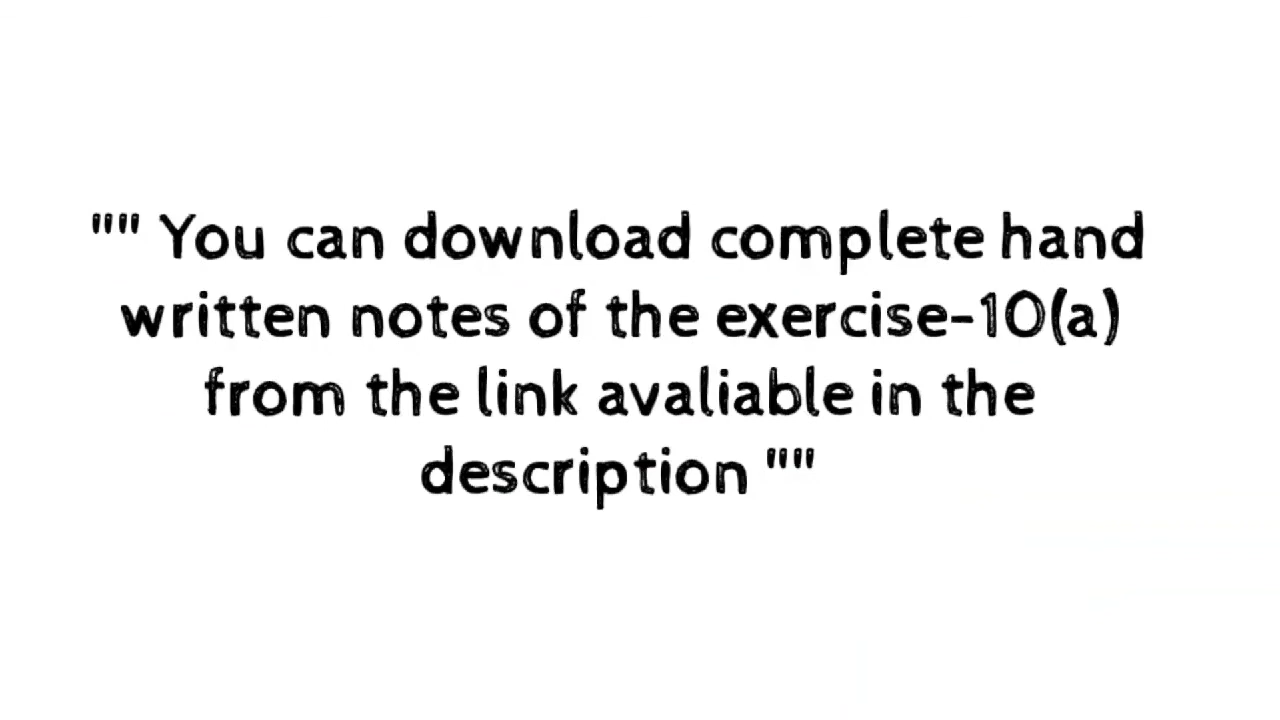 "" You can download complete hand
written notes of the exercise-10(a)
from the link avaliable in the
description ""